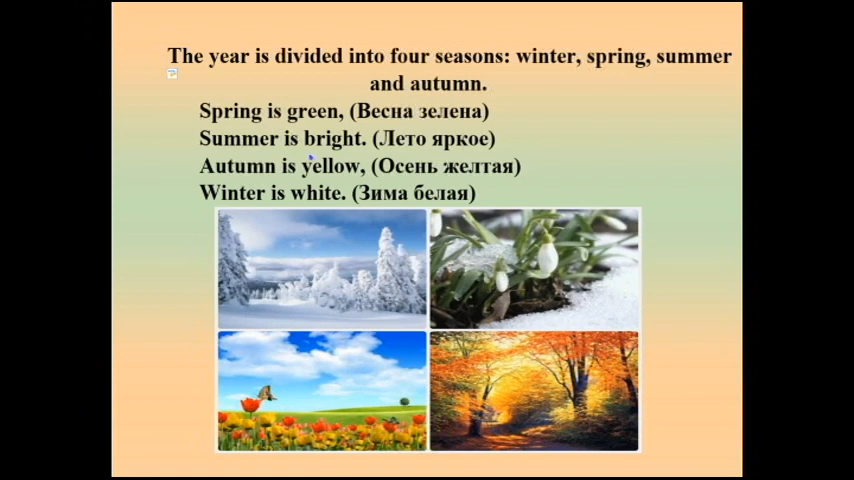 The year is divided into four seasons: winter, spring, summer
and autumn.
Spring is green, (Весна зелена)
Summer is bright. (Лето яркое)
Autumn is yellow, (Осень желтая)
Winter is white. (Зима белая)